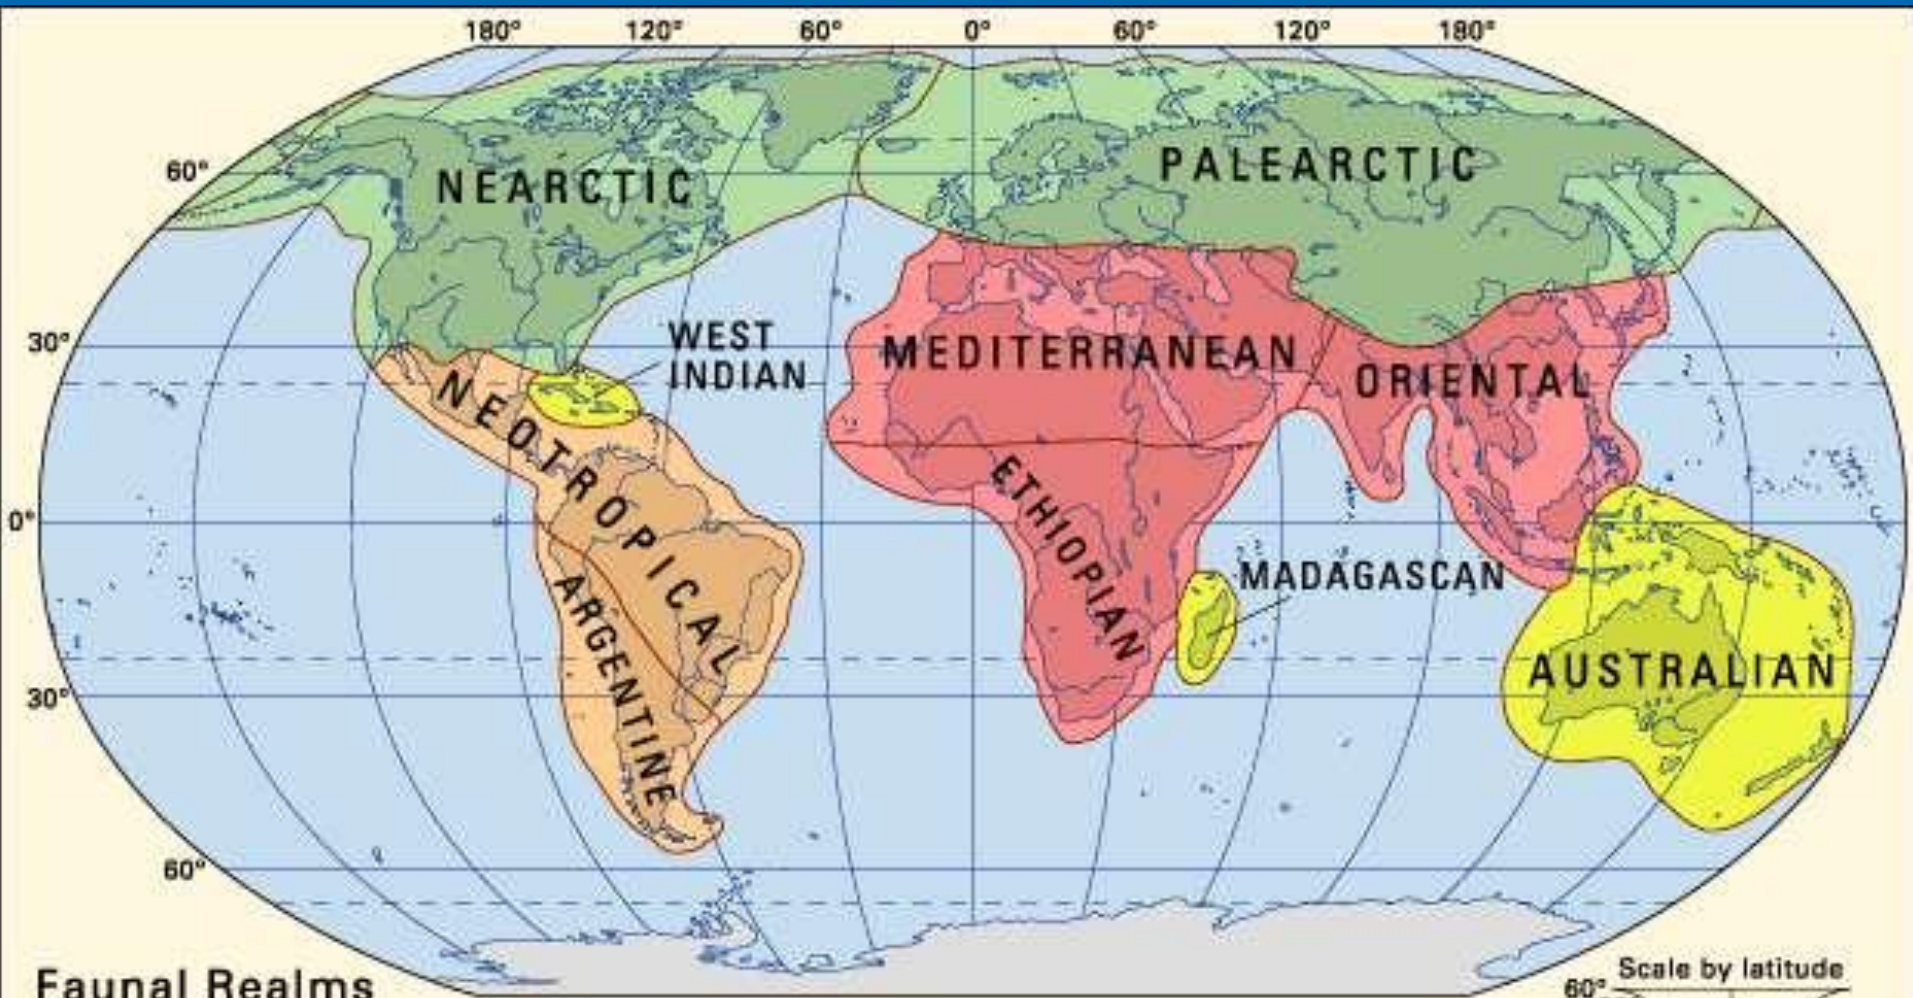 180° 120° 60° 0° 60° 120° 180°
60°
NEARCTIC
PALEARCTIC
30°
WEST
INDIAN
MEDITERRANEAN
ORIENTAL
NEOTROPICAL
ETHIOPIAN
0°
MADAGASCAN
ARGENTINE
AUSTRALIAN
30°
60°
Faunal Realms
Scale by latitude
60°